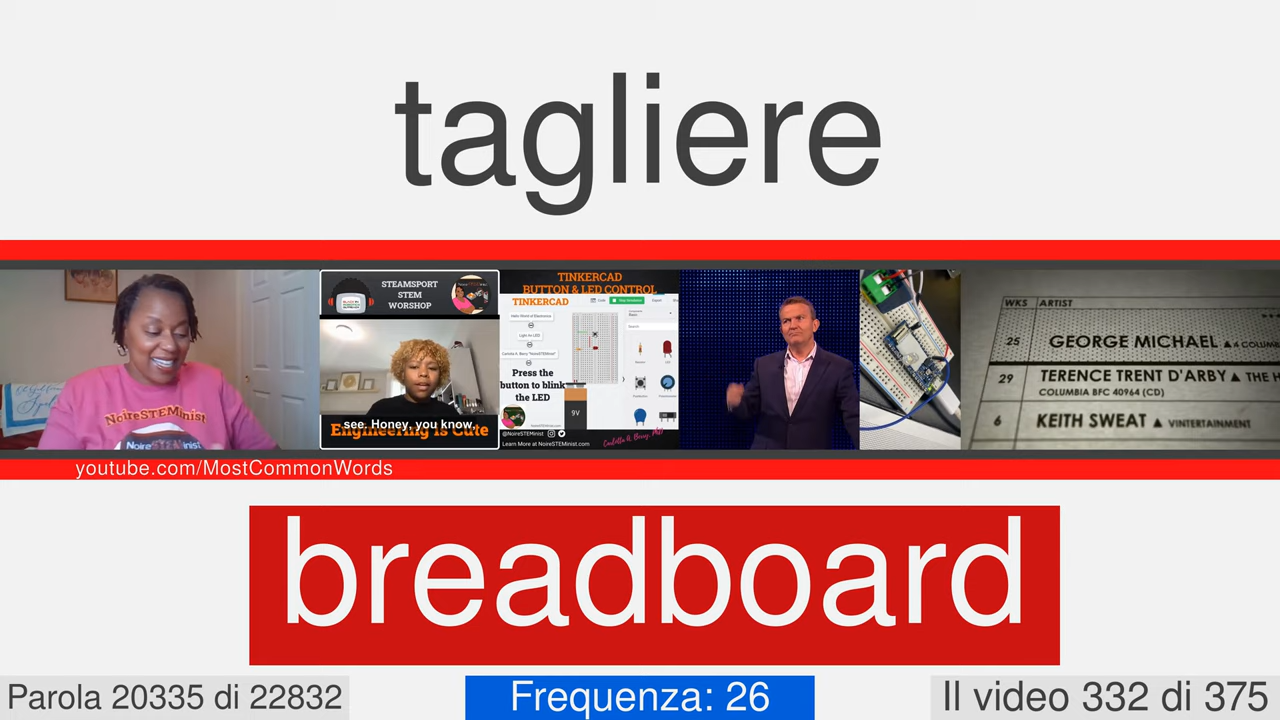 tagliere
STEAMSPORT
STEM
WORSHOP
see. Honey, you know,
Engineering Is Cute
NoireSTEMinist
TINKERCAD
BUTTON & LED CONTROL
TINKERCAD
Press the
button to blink
the LED
9V
@NoireSTEMinist
Learn More at NoireSTEMinist.com
WKS ARTIST
25 GEORGE MICHAEL
29 TERENCE TRENT D'ARBY ▲ THE H
COLUMBIA BFC 40964 (CD)
6 KEITH SWEAT ▲ VINTERTAINMENT
youtube.com/MostCommonWords
breadboard
Parola 20335 di 22832
Frequenza: 26
Il video 332 di 375